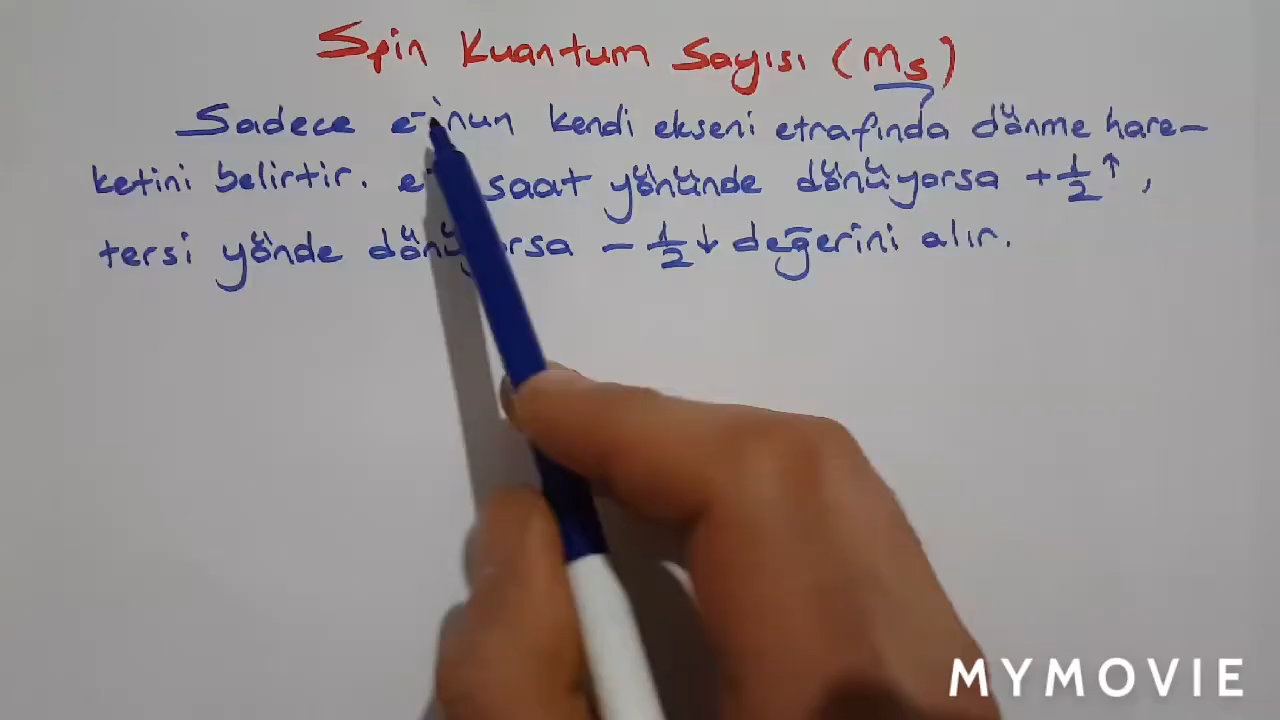 Spin Kuantum Sayısı (ms)
Sadece e⁻'inun kendi ekseni etrafında dönme hare-
ketini belirtir. saat yönünde dönüyorsa +1/2 ↑,
tersi yönde dönüyorsa - 1/2 ↓ değerini alır.
MYMOVIE